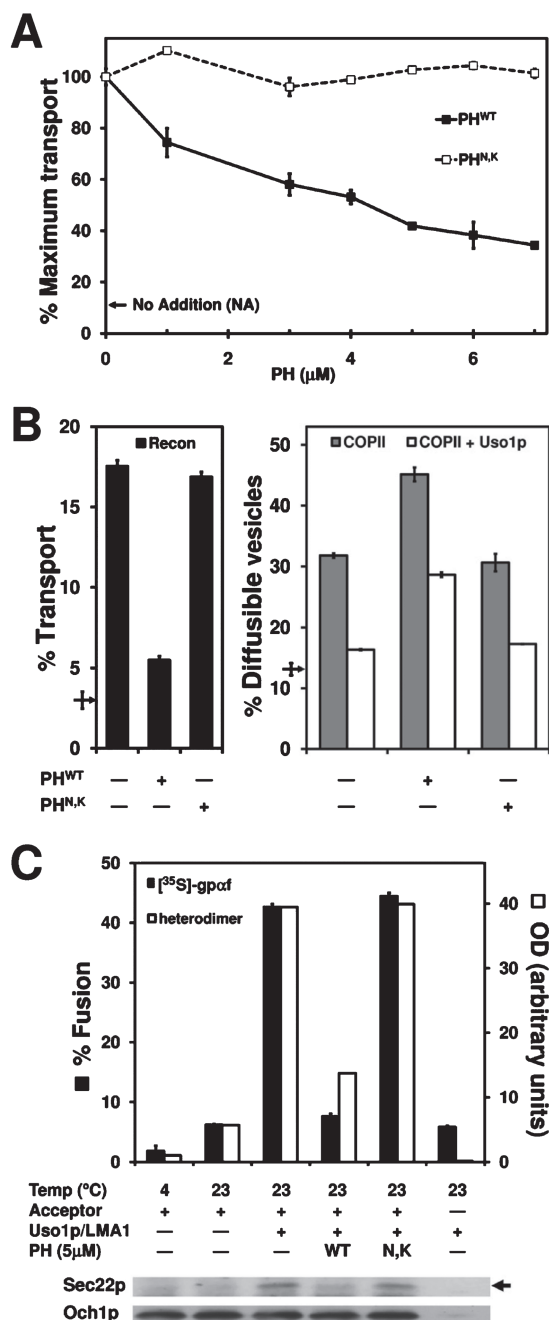 A
% Maximum transport
100
80
60
40
20
0
PH^WT
PH^N,K
No Addition (NA)
0 2 4 6
PH (μM)
B
% Transport
20
15
10
5
0
Recon
% Diffusible vesicles
50
40
30
20
10
0
COPII COPII + Uso1p
PH^WT — + — — + —
PH^N,K — — + — — +
C
% Fusion
50
40
30
20
10
0
[³⁵S]-gpαf
heterodimer
40
30
20
10
0
OD (arbitrary units)
Temp (ºC) 4 23 23 23 23 23
Acceptor + + + + + —
Uso1p/LMA1 — — + + + +
PH (5μM) — — — WT N,K —
Sec22p
Och1p